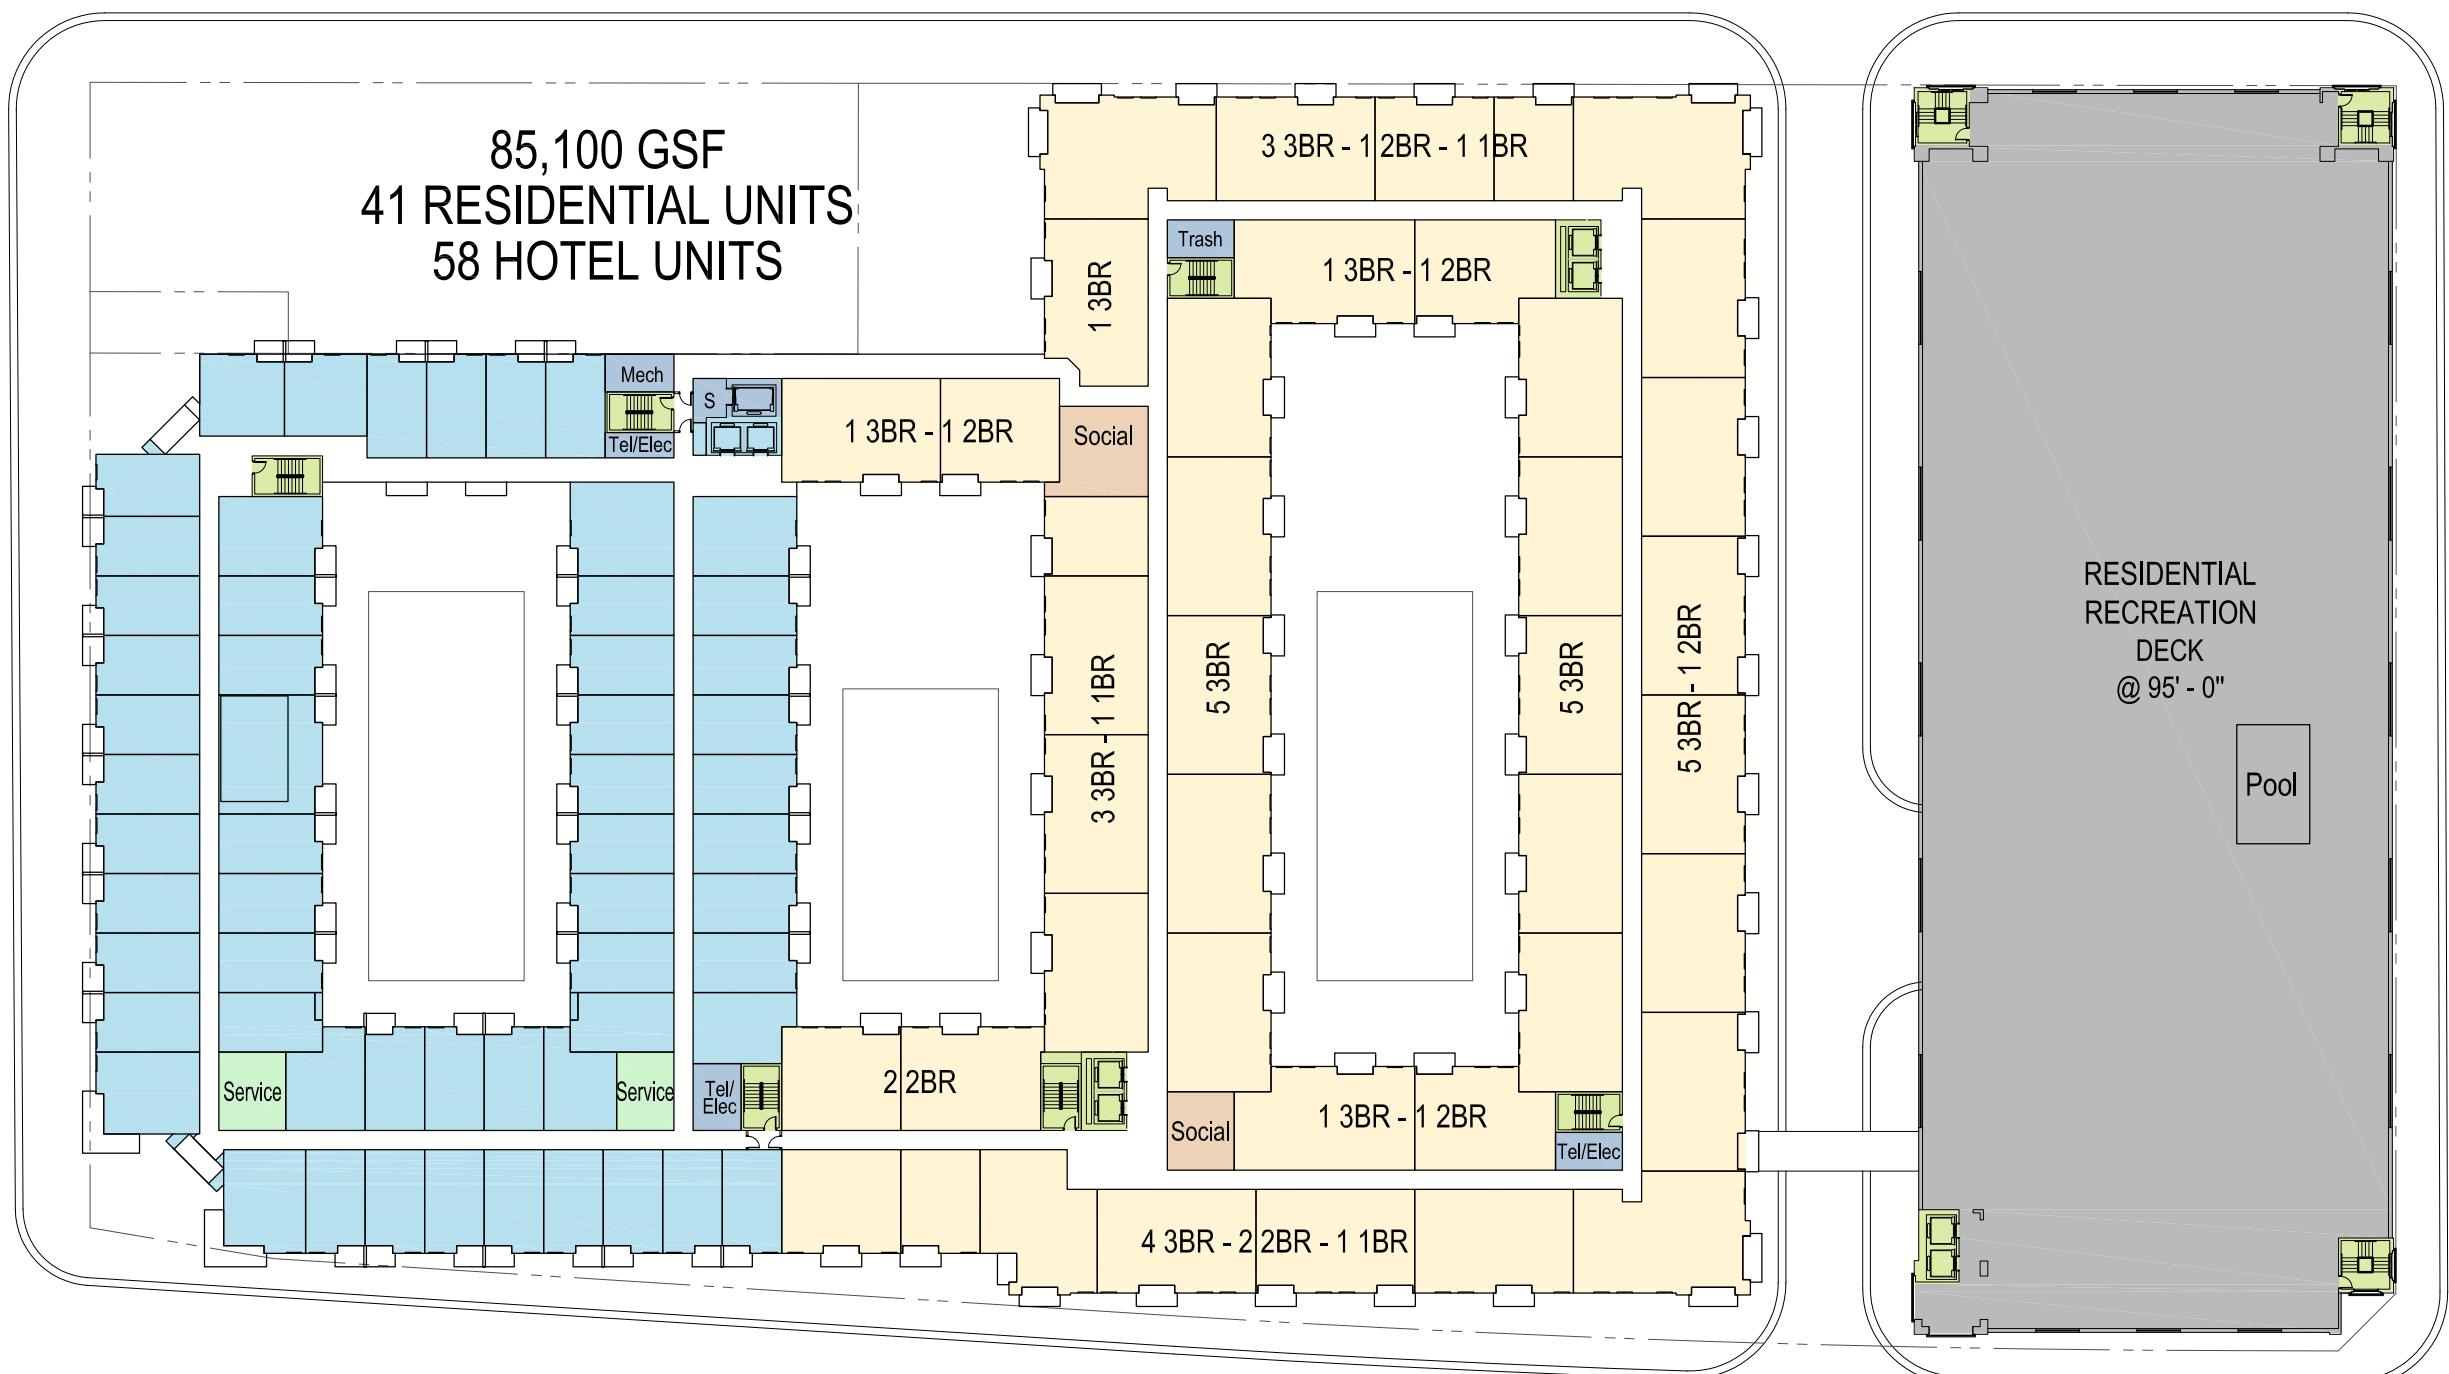 85,100 GSF
41 RESIDENTIAL UNITS
58 HOTEL UNITS
3 3BR - 1 2BR - 1 1BR
Trash
1 3BR - 1 2BR
1 3BR
Mech
S
Tel/Elec
1 3BR - 1 2BR
Social
3 3BR - 1 1BR
5 3BR
5 3BR
5 3BR - 1 2BR
RESIDENTIAL
RECREATION
DECK
@ 95' - 0"
Pool
Service
Service
Tel/
Elec
2 2BR
Social
1 3BR - 1 2BR
Tel/Elec
4 3BR - 2 2BR - 1 1BR